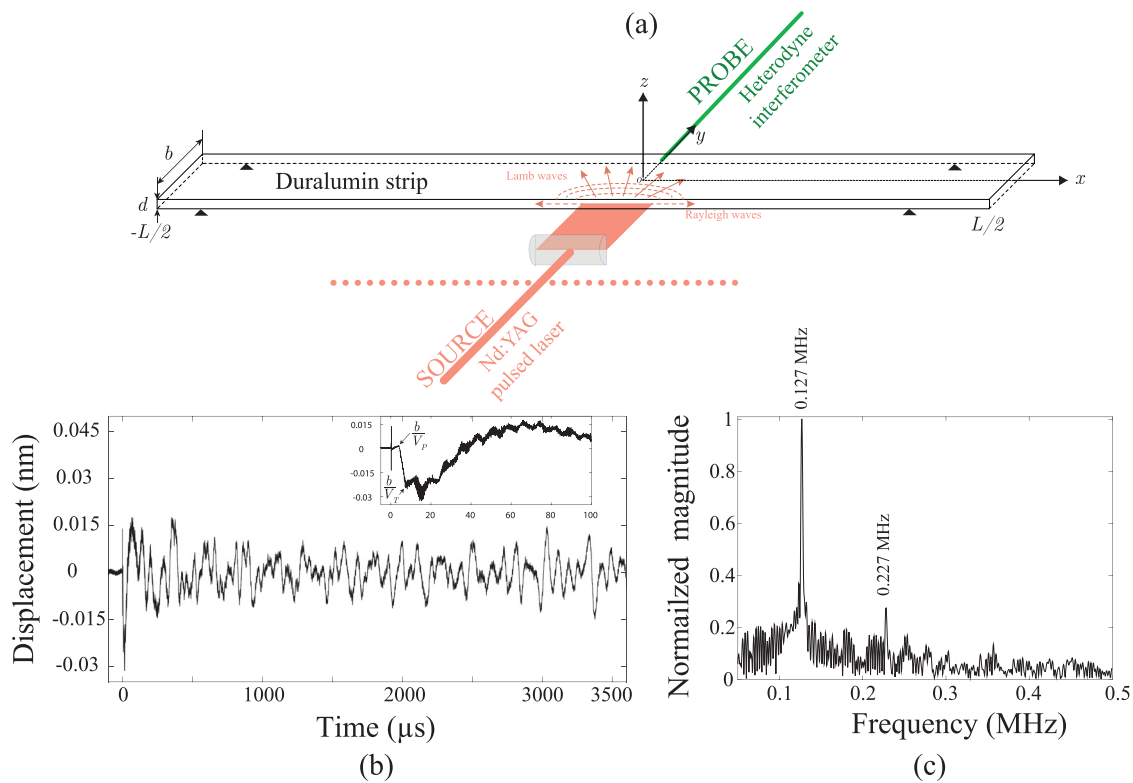 (a)
PROBE
Heterodyne
interferometer
z
y
x
o
b
d
-L/2
L/2
Duralumin strip
Lamb waves
Rayleigh waves
SOURCE
Nd:YAG
pulsed laser
Displacement (nm)
0.045
0.03
0.015
0
-0.015
-0.03
0 1000 2000 3000 3600
Time (µs)
0.015
0
-0.015
-0.03
0 20 40 60 80 100
b/V_P
b/V_T
(b)
Normailzed magnitude
1
0.8
0.6
0.4
0.2
0
0.127 MHz
0.227 MHz
0.1 0.2 0.3 0.4 0.5
Frequency (MHz)
(c)